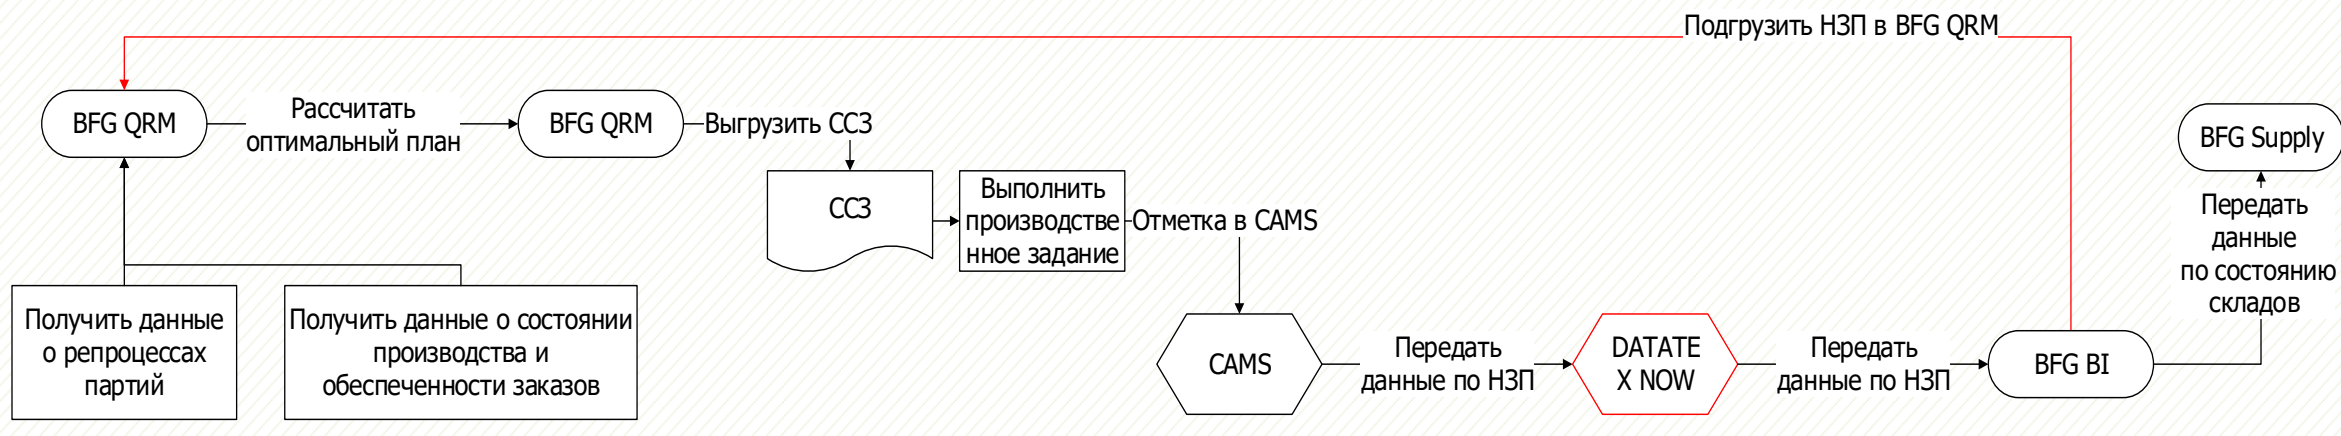 Подгрузить НЗП в BFG QRM
BFG QRM
Рассчитать
оптимальный план
BFG QRM
Выгрузить ССЗ
ССЗ
Выполнить
производстве
нное задание
Отметка в CAMS
BFG Supply
Передать
данные
по состоянию
складов
Получить данные
о репроцессах
партий
Получить данные о состоянии
производства и
обеспеченности заказов
CAMS
Передать
данные по НЗП
DATATE
X NOW
Передать
данные по НЗП
BFG BI